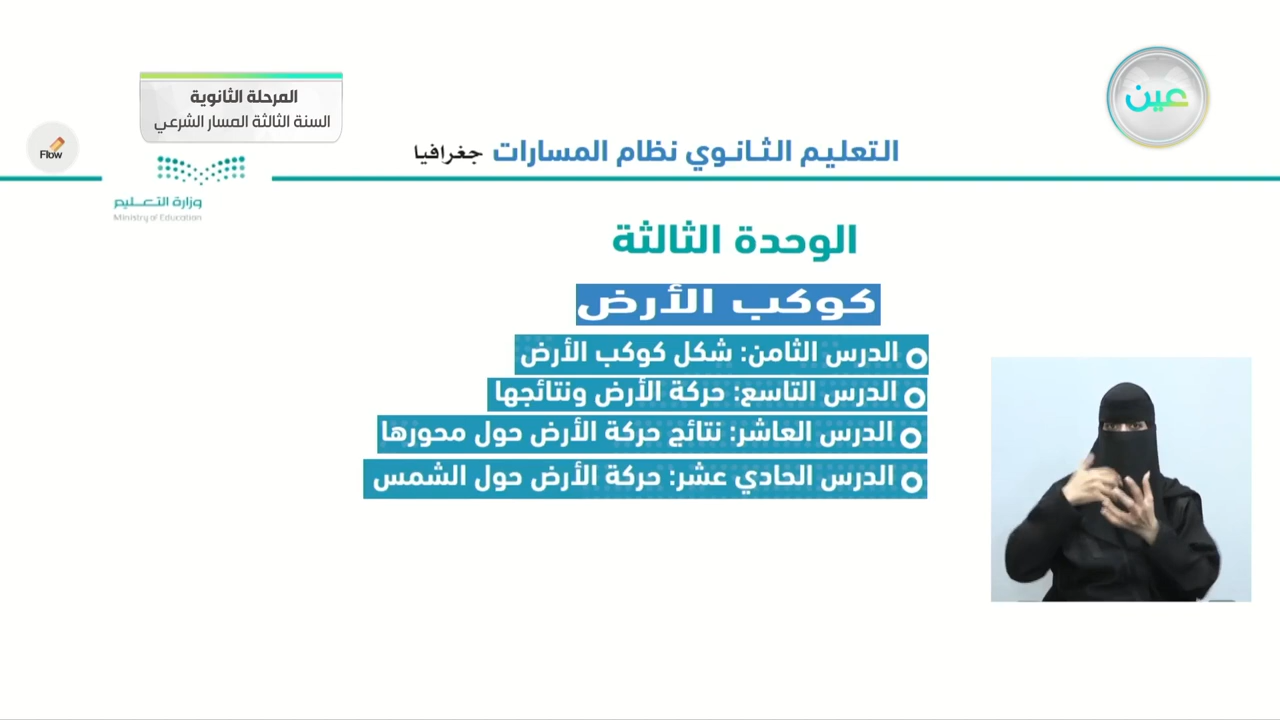 عين
المرحلة الثانوية
السنة الثالثة المسار الشرعي
Flow
التعليم الثانوي نظام المسارات جغرافيا
وزارة التعليم
Ministry of Education
الوحدة الثالثة
كوكب الأرض
الدرس الثامن: شكل كوكب الأرض
الدرس التاسع: حركة الأرض ونتائجها
الدرس العاشر: نتائج حركة الأرض حول محورها
الدرس الحادي عشر: حركة الأرض حول الشمس